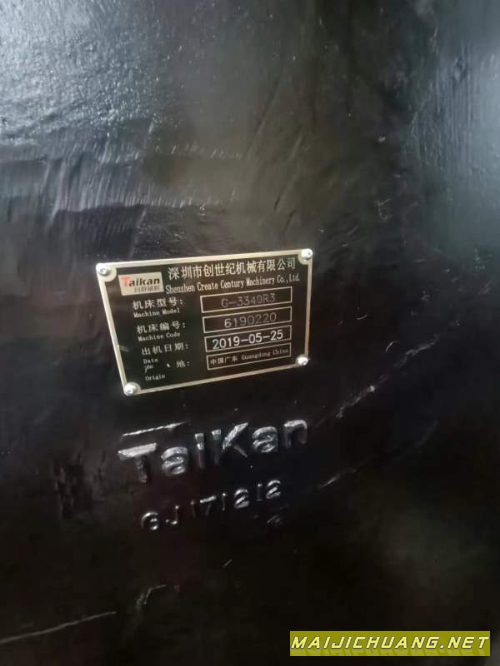 Taikan
深圳市创世纪机械有限公司
Shenzhen Create Century Machinery Co., Ltd.
机床型号: G-3340R3
Machine Model
机床编号: 6190220
Machine Code
出机日期: 2019-05-25
Date
地: 中国广东 Guangdong China
Origin
TaiKan
GJ171212
MAIJICHUANG.NET